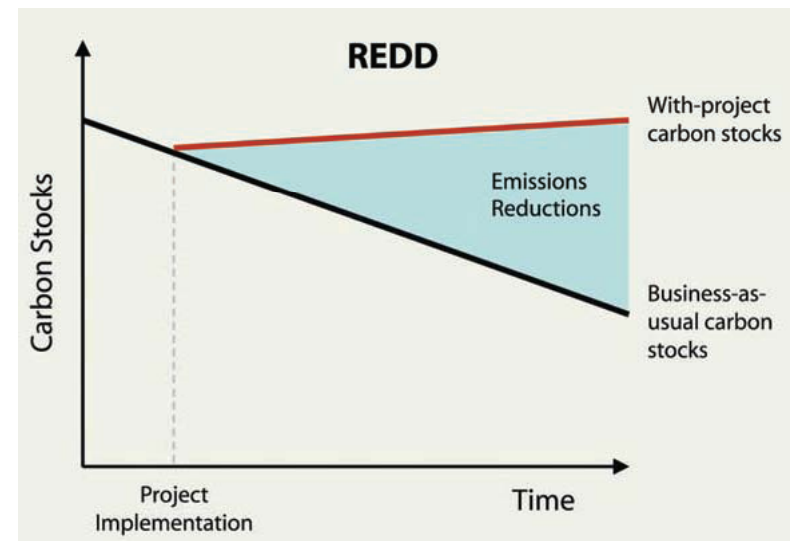 REDD
With-project
carbon stocks
Emissions
Reductions
Carbon Stocks
Business-as-
usual carbon
stocks
Project
Implementation
Time